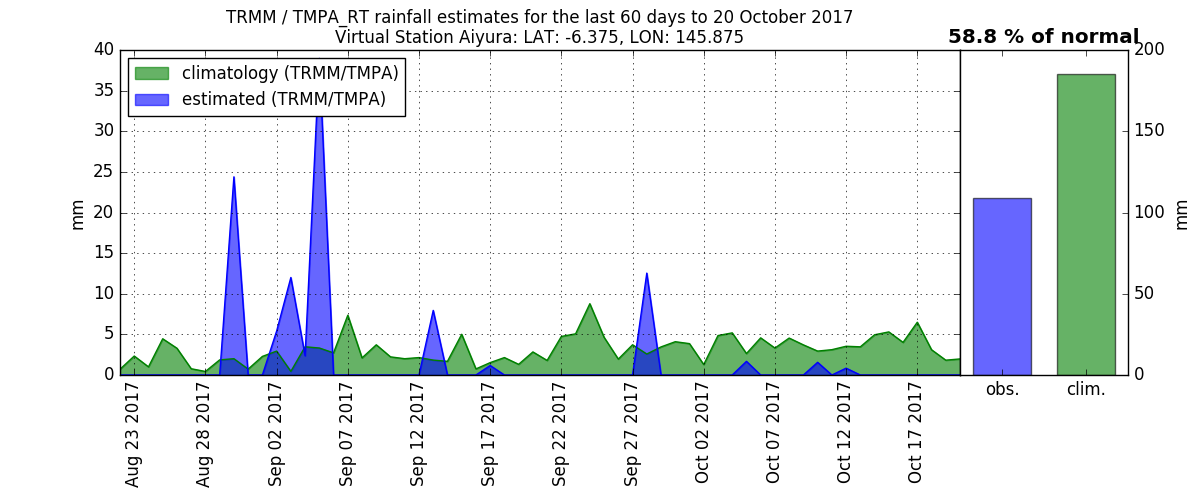 TRMM / TMPA_RT rainfall estimates for the last 60 days to 20 October 2017
Virtual Station Aiyura: LAT: -6.375, LON: 145.875
58.8 % of normal
climatology (TRMM/TMPA)
estimated (TRMM/TMPA)
mm
40
35
30
25
20
15
10
5
0
Aug 23 2017
Aug 28 2017
Sep 02 2017
Sep 07 2017
Sep 12 2017
Sep 17 2017
Sep 22 2017
Sep 27 2017
Oct 02 2017
Oct 07 2017
Oct 12 2017
Oct 17 2017
obs.
clim.
200
150
100
50
0
mm